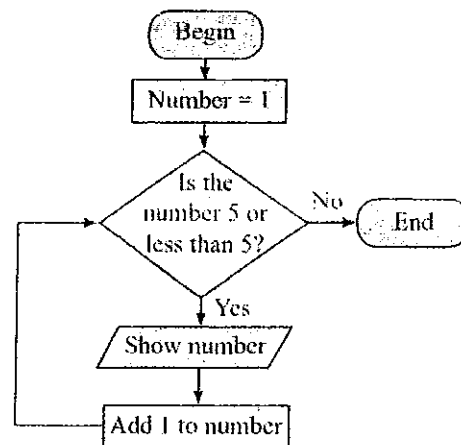 Begin
Number = 1
Is the
number 5 or
less than 5?
No
End
Yes
Show number
Add 1 to number